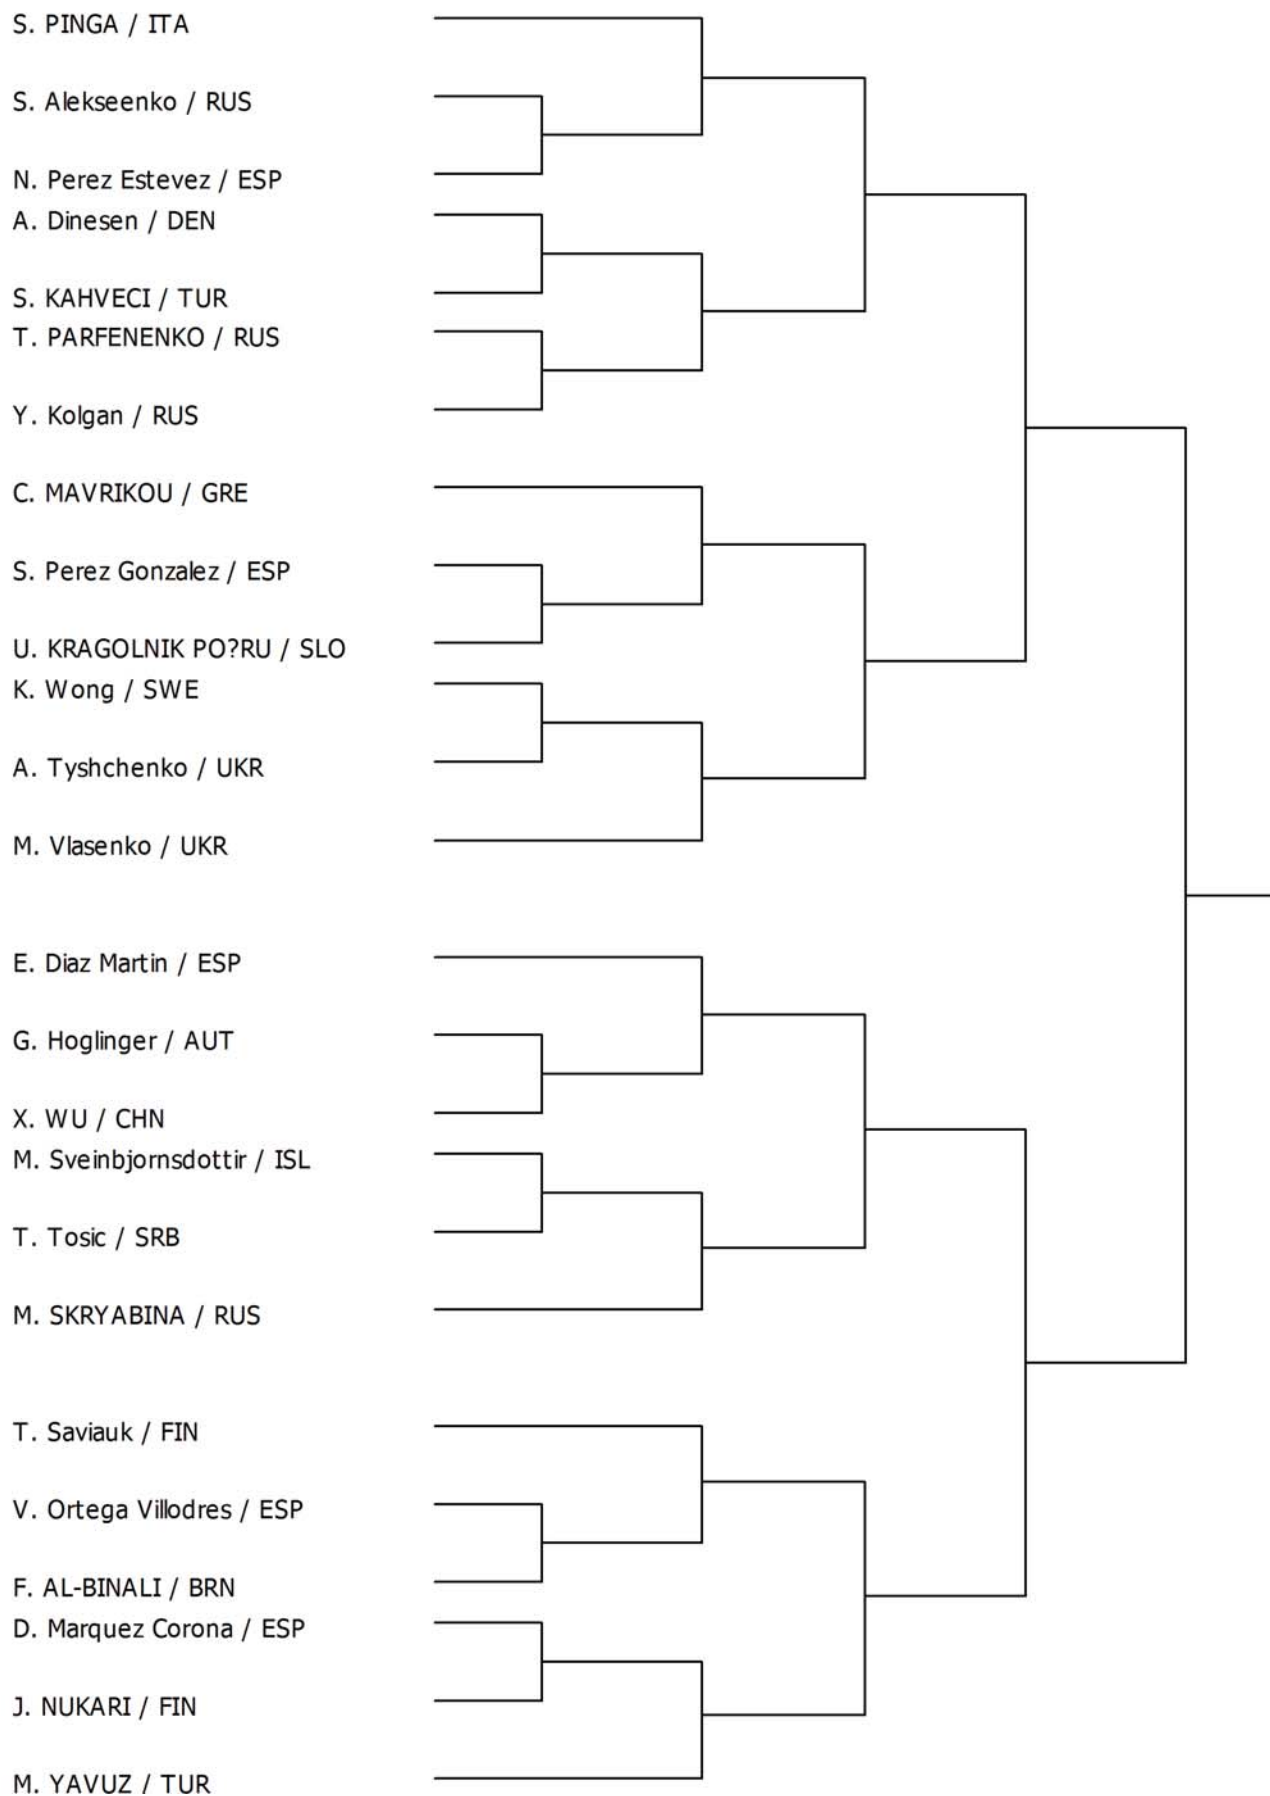 S. PINGA / ITA
S. Alekseenko / RUS
N. Perez Estevez / ESP
A. Dinesen / DEN
S. KAHVECI / TUR
T. PARFENENKO / RUS
Y. Kolgan / RUS
C. MAVRIKOU / GRE
S. Perez Gonzalez / ESP
U. KRAGOLNIK PO?RU / SLO
K. Wong / SWE
A. Tyshchenko / UKR
M. Vlasenko / UKR
E. Diaz Martin / ESP
G. Hoglinger / AUT
X. WU / CHN
M. Sveinbjornsdottir / ISL
T. Tosic / SRB
M. SKRYABINA / RUS
T. Saviauk / FIN
V. Ortega Villodres / ESP
F. AL-BINALI / BRN
D. Marquez Corona / ESP
J. NUKARI / FIN
M. YAVUZ / TUR